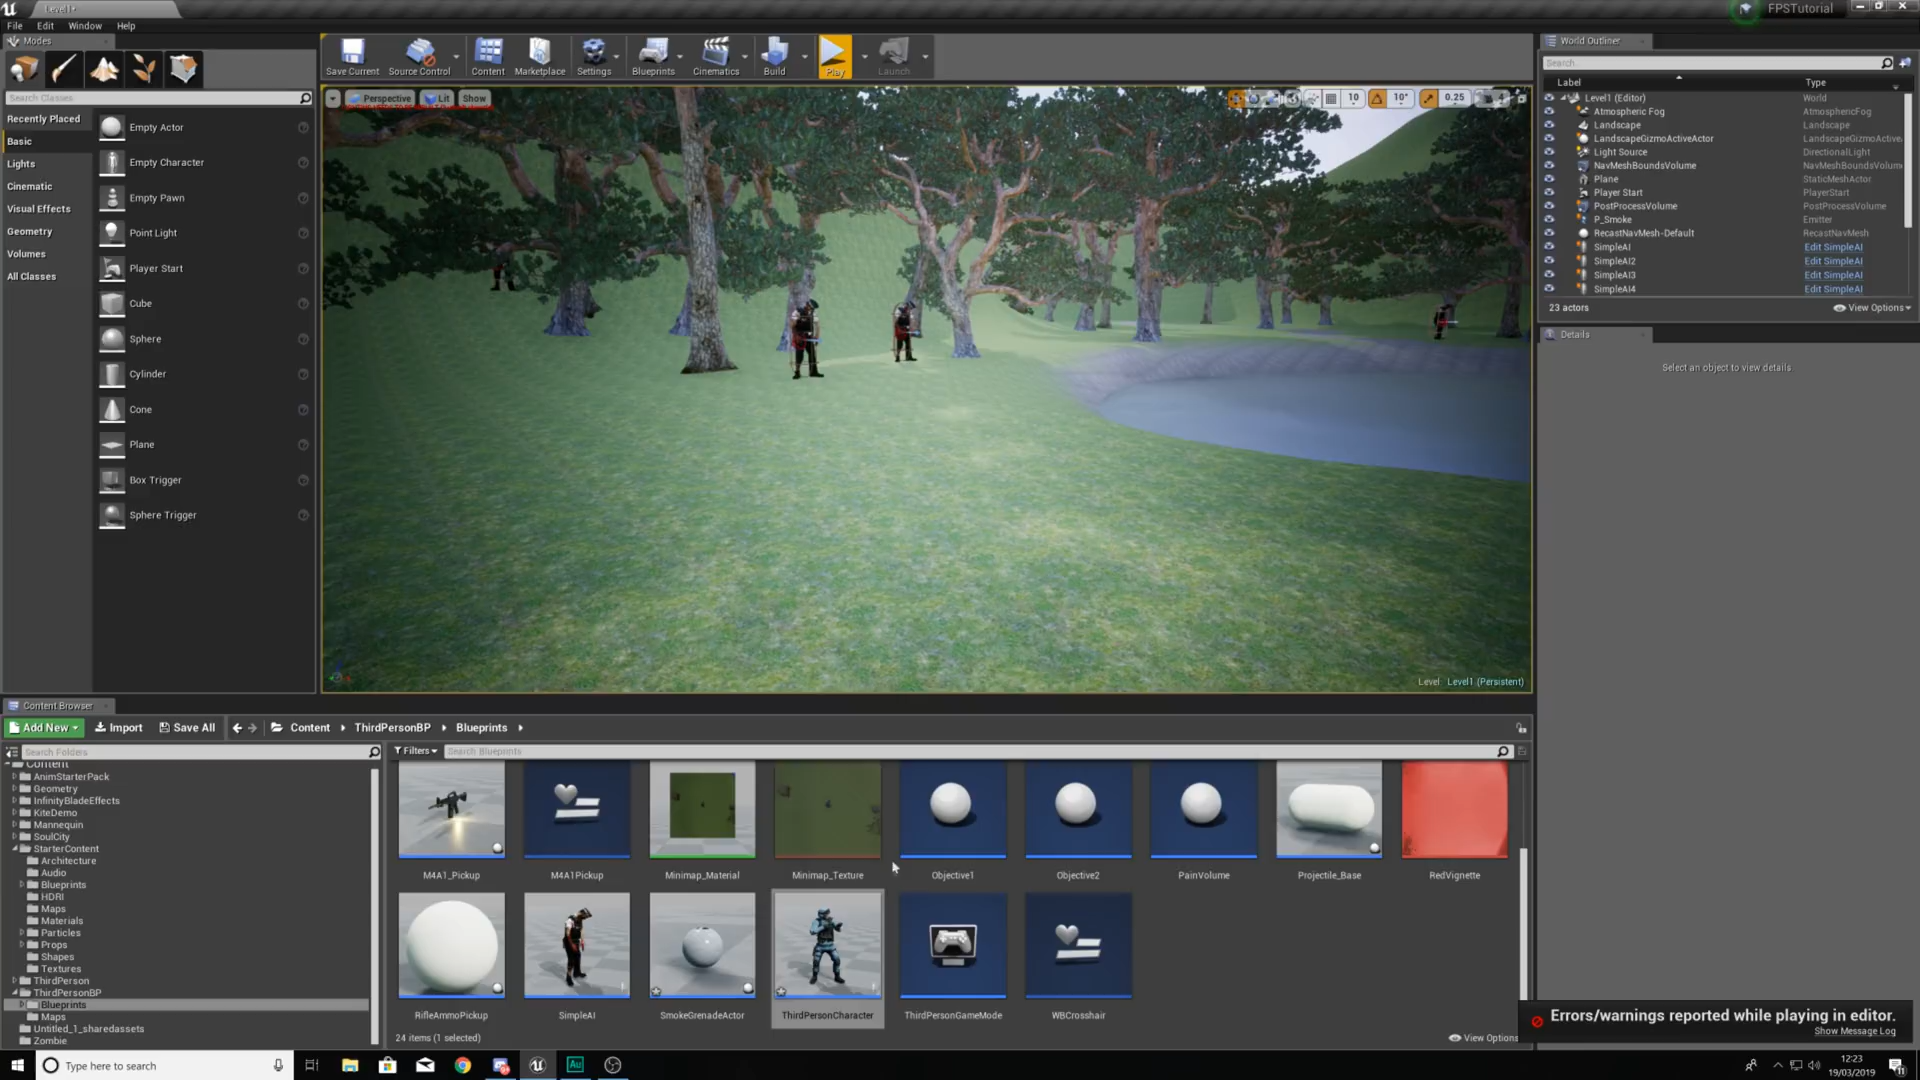 Level1*
FPSTutorial
File Edit Window Help
Modes
Search Classes
Recently Placed
Basic
Lights
Cinematic
Visual Effects
Geometry
Volumes
All Classes
Empty Actor
Empty Character
Empty Pawn
Point Light
Player Start
Cube
Sphere
Cylinder
Cone
Plane
Box Trigger
Sphere Trigger
Save Current Source Control Content Marketplace Settings Blueprints Cinematics Build Play Launch
Perspective Lit Show
10 10° 0.25
Level: Level1 (Persistent)
World Outliner
Search
Label Type
Level1 (Editor) World
Atmospheric Fog AtmosphericFog
Landscape Landscape
LandscapeGizmoActiveActor LandscapeGizmoActive
Light Source DirectionalLight
NavMeshBoundsVolume NavMeshBoundsVolum
Plane StaticMeshActor
Player Start PlayerStart
PostProcessVolume PostProcessVolume
P_Smoke Emitter
RecastNavMesh-Default RecastNavMesh
SimpleAI Edit SimpleAI
SimpleAI2 Edit SimpleAI
SimpleAI3 Edit SimpleAI
SimpleAI4 Edit SimpleAI
23 actors View Options
Details
Select an object to view details
Content Browser
Add New Import Save All Content ThirdPersonBP Blueprints
Search Folders
Filters Search Blueprints
Content
AnimStarterPack
Geometry
InfinityBladeEffects
KiteDemo
Mannequin
SoulCity
StarterContent
Architecture
Audio
Blueprints
HDRI
Maps
Materials
Particles
Props
Shapes
Textures
ThirdPerson
ThirdPersonBP
Blueprints
Maps
Untitled_1_sharedassets
Zombie
M4A1_Pickup M4A1Pickup Minimap_Material Minimap_Texture Objective1 Objective2 PainVolume Projectile_Base RedVignette
RifleAmmoPickup SimpleAI SmokeGrenadeActor ThirdPersonCharacter ThirdPersonGameMode WBCrosshair
24 items (1 selected) View Options
Errors/warnings reported while playing in editor.
Show Message Log
Type here to search
Au
12:23
19/03/2019